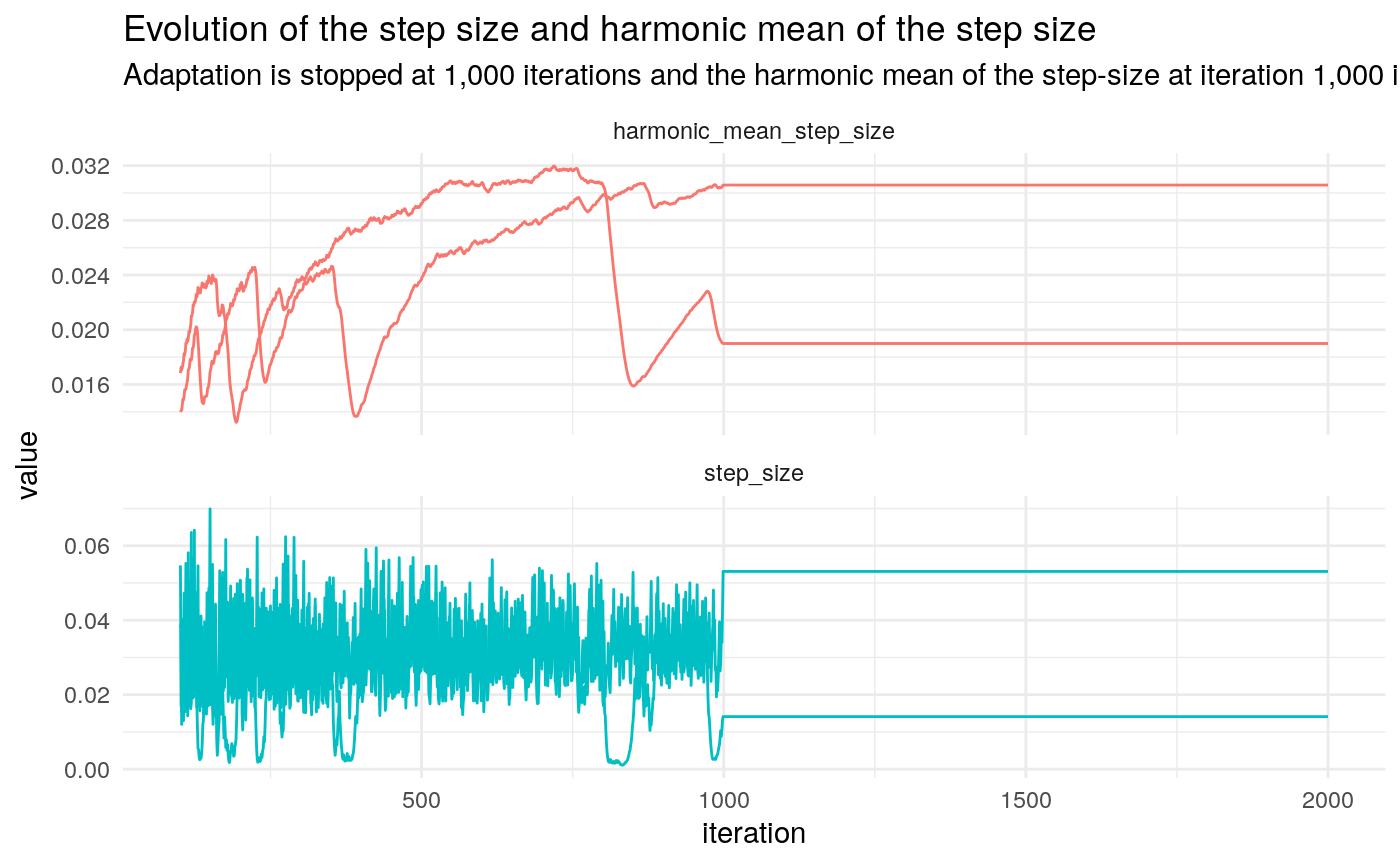 Evolution of the step size and harmonic mean of the step size
Adaptation is stopped at 1,000 iterations and the harmonic mean of the step-size at iteration 1,000 i
harmonic_mean_step_size
0.032
0.028
0.024
0.020
0.016
value
step_size
0.06
0.04
0.02
0.00
500 1000 1500 2000
iteration